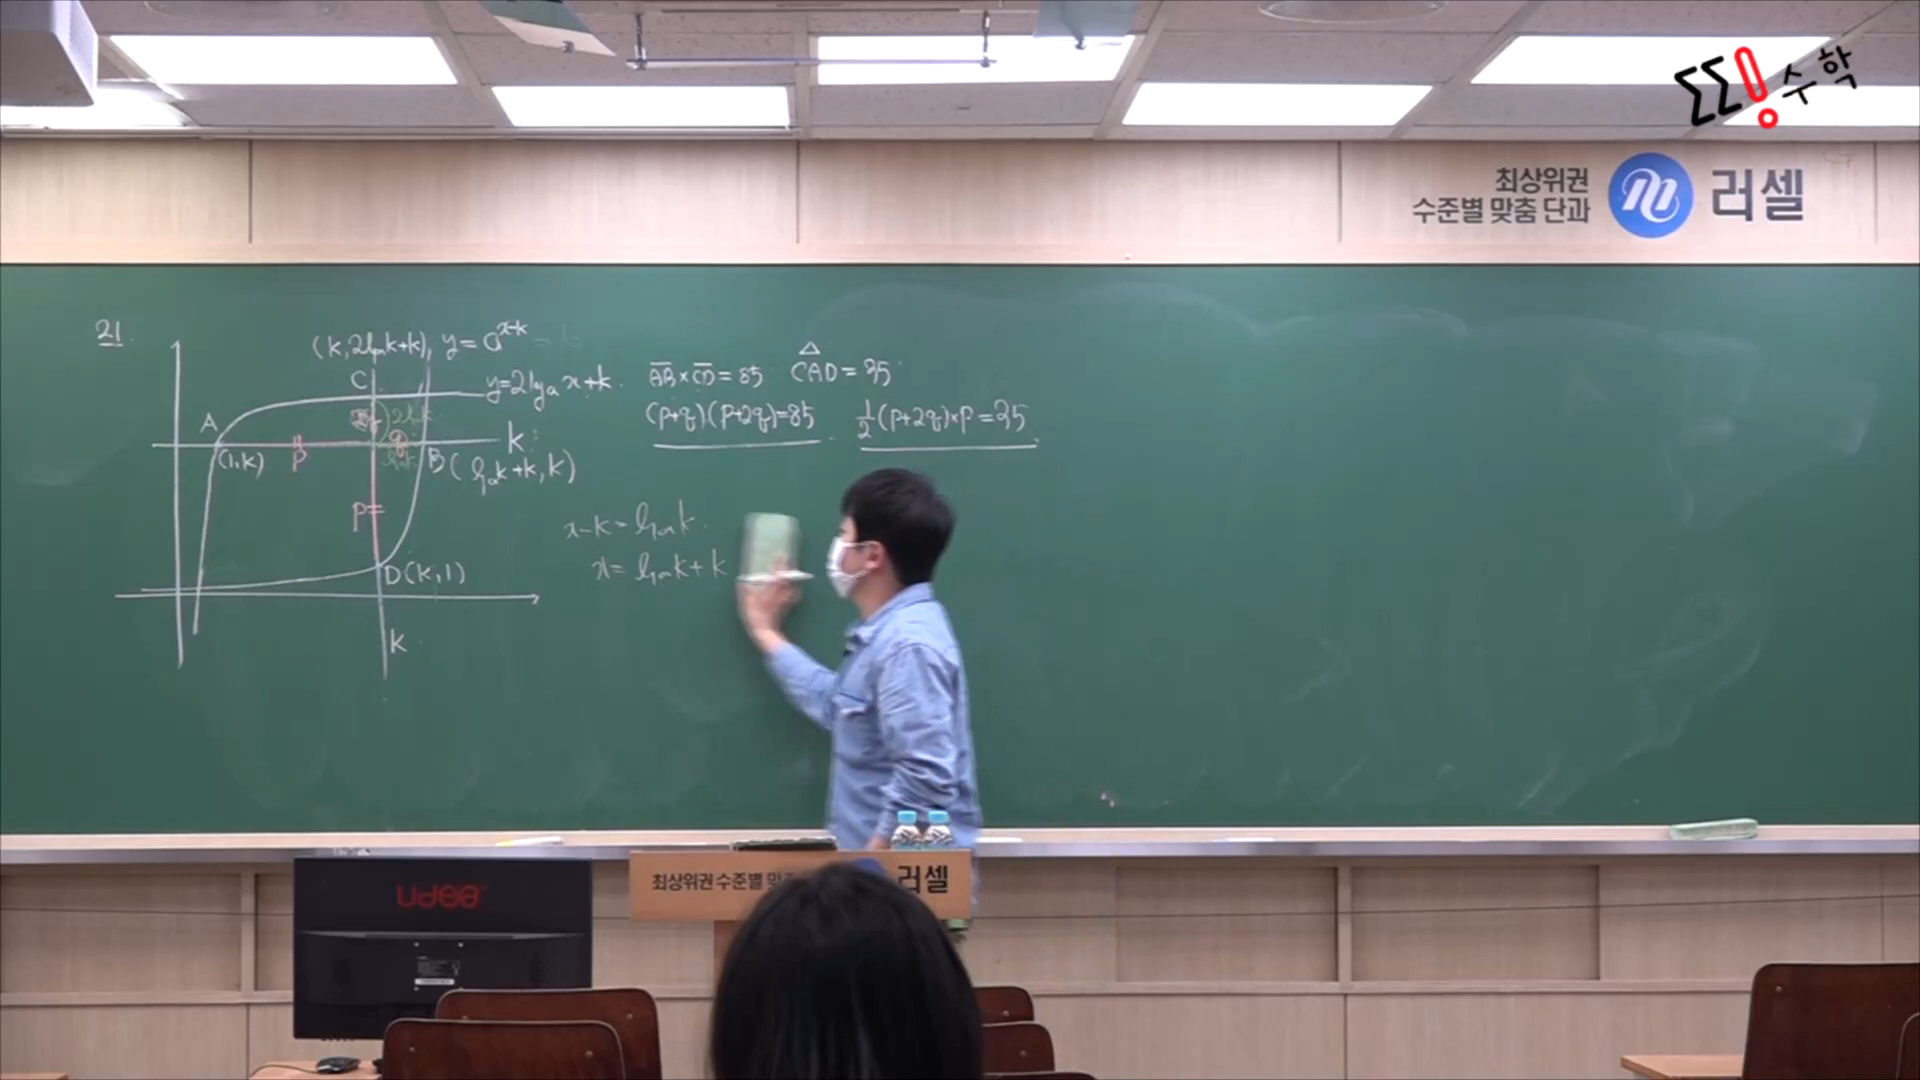 띠!수학
최상위권
수준별 맞춤 단과
러셀
21.
(k, 2logₐk+k), y = a^(x-k)
C
y=2logₐx+k.
A
k
(1,k)
P
B(logₐk+k, k)
P
D(k,1)
k
AB×CD = 85 △CAD = 35
(p+q)(p+2q)=85 ½(p+2q)×p=35
x-k = logₐk.
x = logₐk+k
최상위권 수준별
러셀